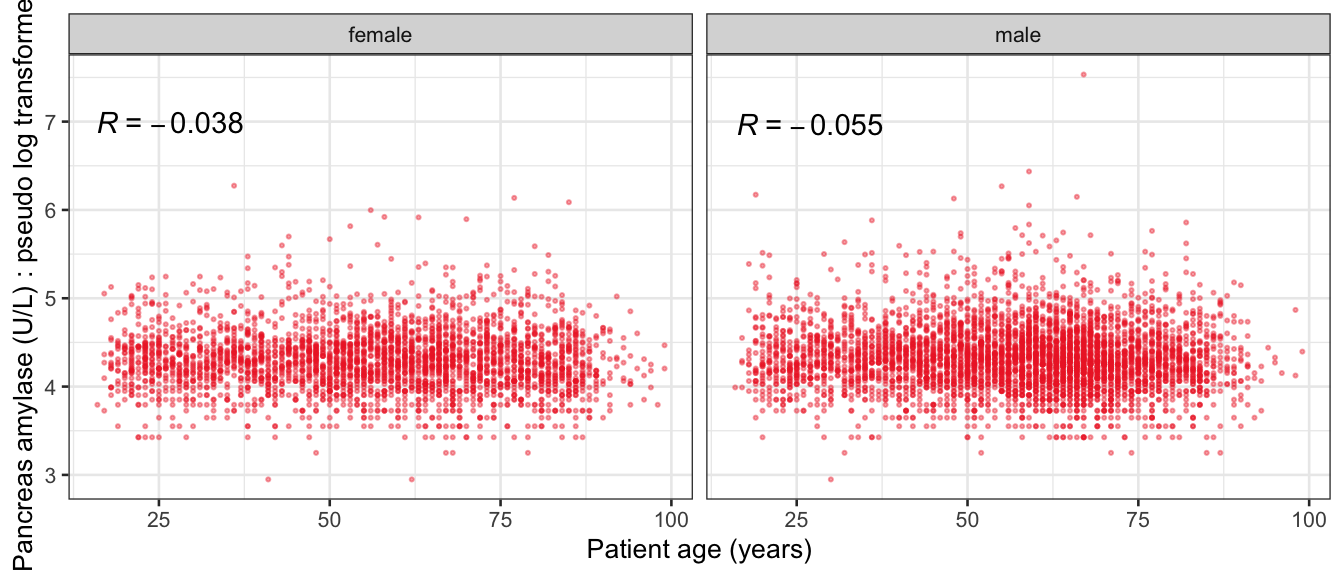 female
male
R = −0.038
R = −0.055
7
6
5
4
3
25
50
75
100
25
50
75
100
Patient age (years)
Pancreas amylase (U/L) : pseudo log transforme